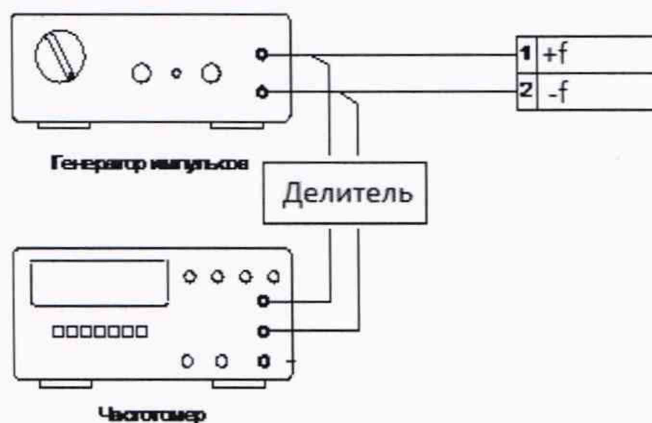 1 +f
2 -f
Генератор импульсов
Делитель
Частотомер